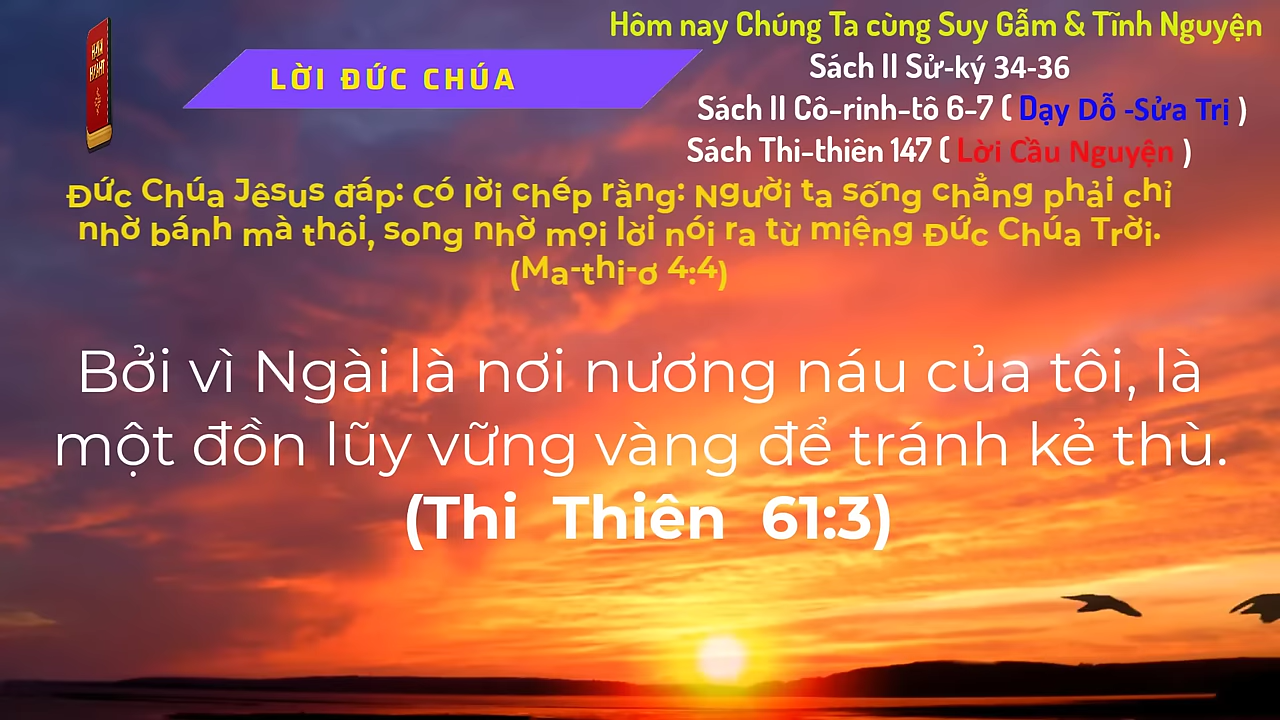 Hôm nay Chúng Ta cùng Suy Gẫm & Tĩnh Nguyện
LỜI ĐỨC CHÚA
Sách II Sử-ký 34-36
Sách II Cô-rinh-tô 6-7 ( Dạy Dỗ -Sửa Trị )
Sách Thi-thiên 147 ( Lời Cầu Nguyện )
Đức Chúa Jêsus đáp: Có lời chép rằng: Người ta sống chẳng phải chỉ
nhờ bánh mà thôi, song nhờ mọi lời nói ra từ miệng Đức Chúa Trời.
(Ma-thi-ơ 4:4)
Bởi vì Ngài là nơi nương náu của tôi, là
một đồn lũy vững vàng để tránh kẻ thù.
(Thi Thiên 61:3)